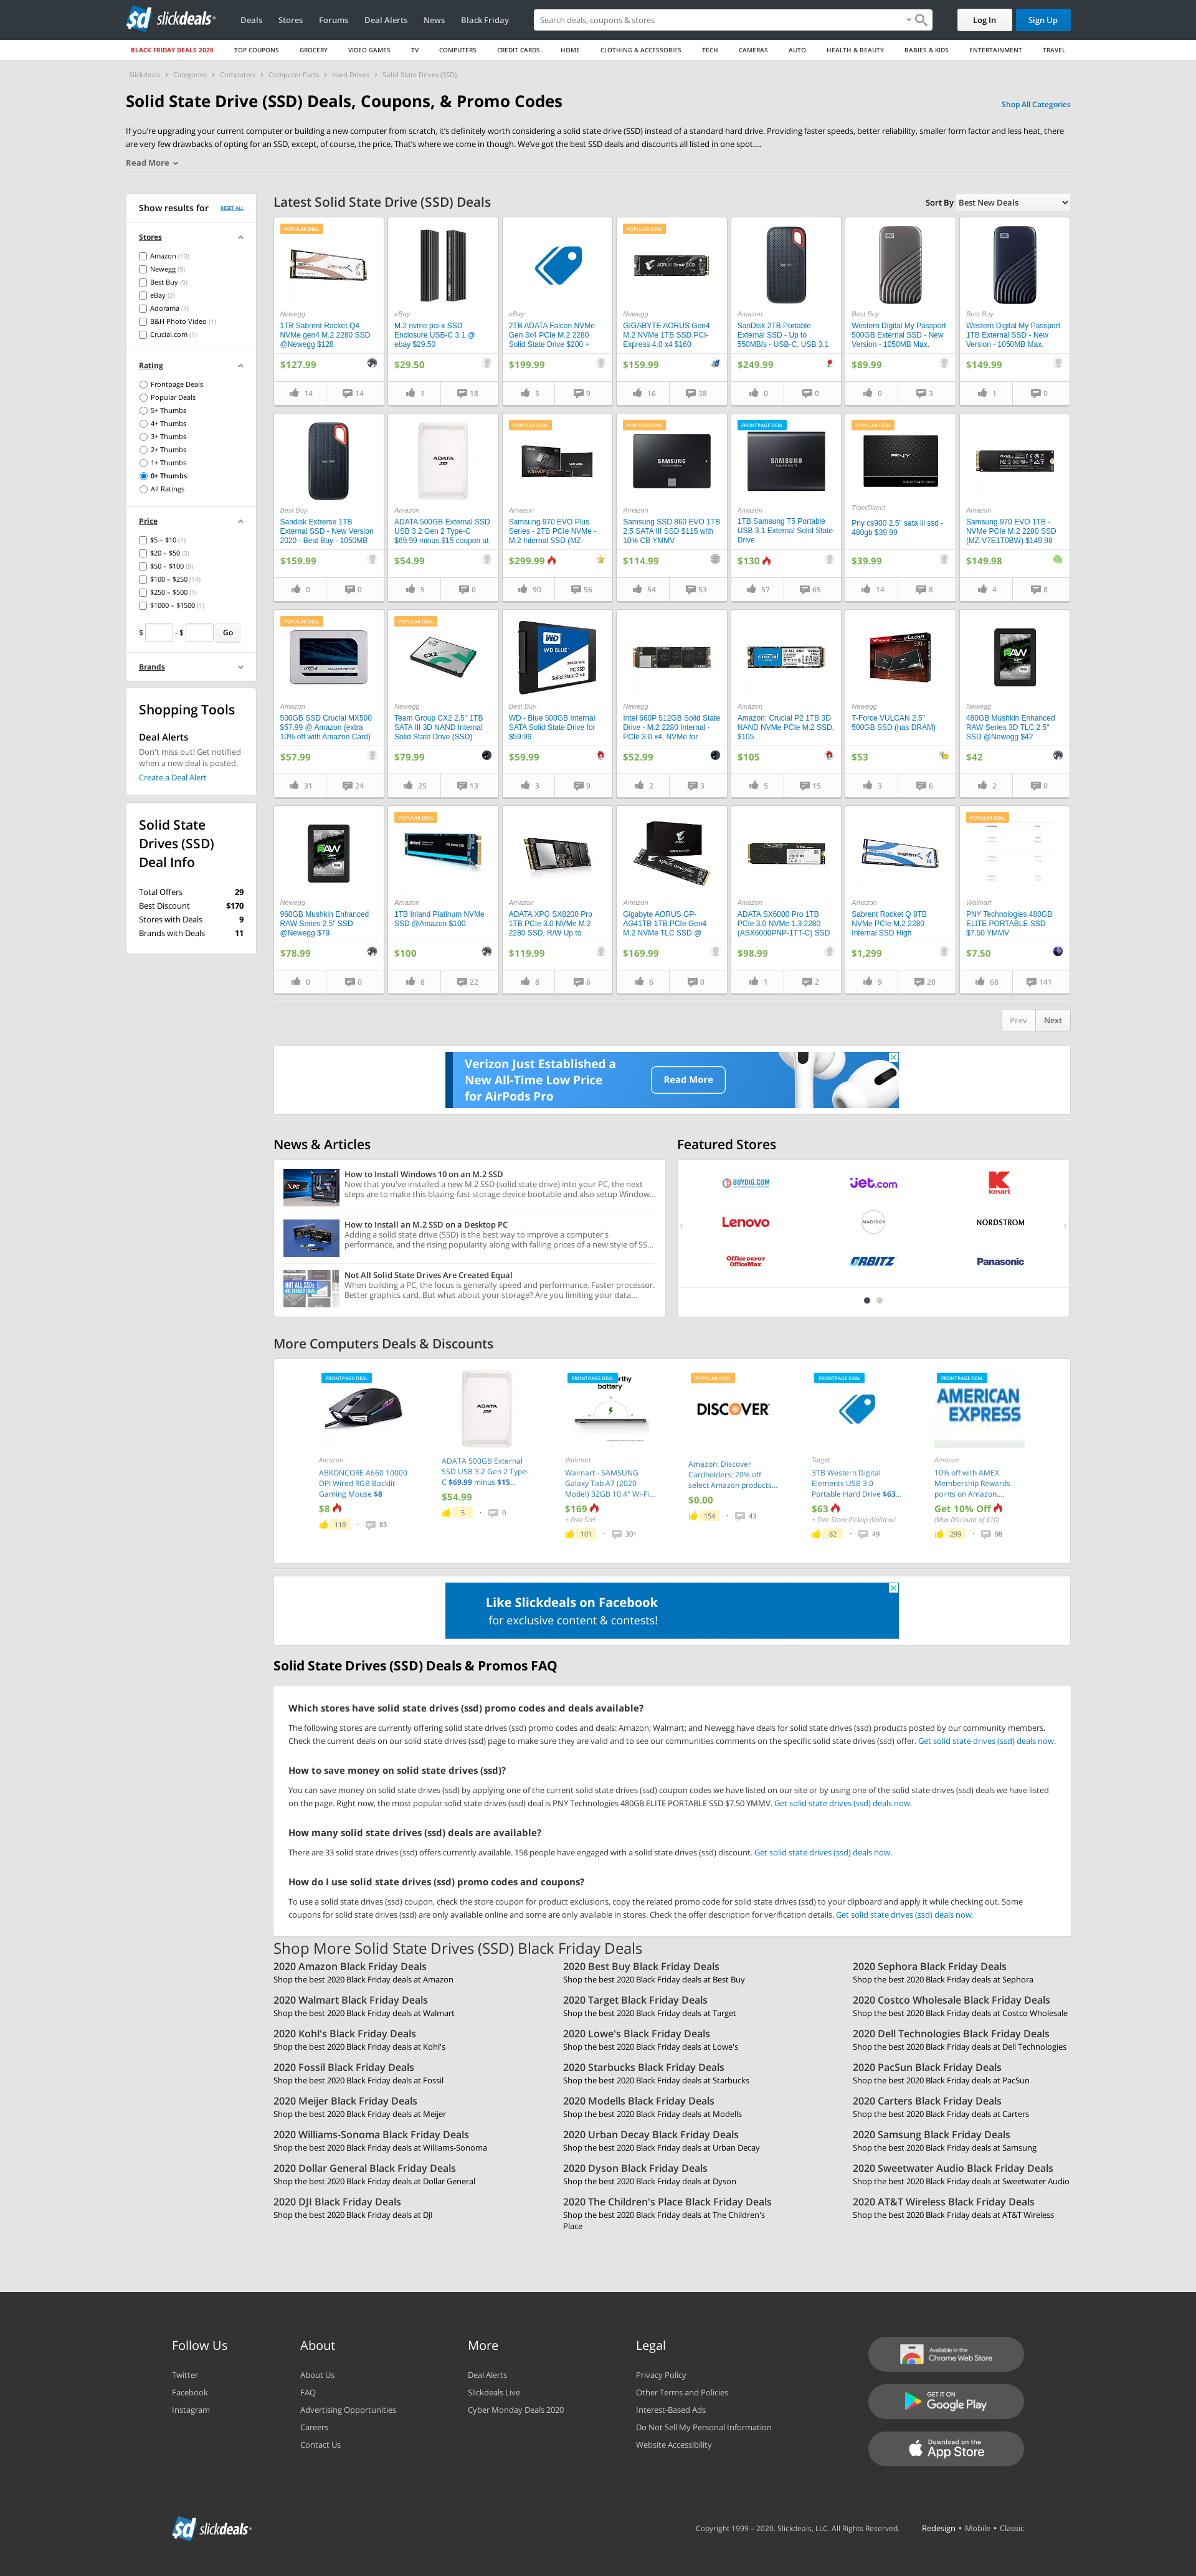 slickdeals
Deals Stores Forums Deal Alerts News Black Friday
Search deals, coupons & stores
Log In
Sign Up
BLACK FRIDAY DEALS 2020 TOP COUPONS GROCERY VIDEO GAMES TV COMPUTERS CREDIT CARDS HOME CLOTHING & ACCESSORIES TECH CAMERAS AUTO HEALTH & BEAUTY BABIES & KIDS ENTERTAINMENT TRAVEL
Slickdeals > Categories > Computers > Computer Parts > Hard Drives > Solid State Drives (SSD)
Solid State Drive (SSD) Deals, Coupons, & Promo Codes
Shop All Categories
If you're upgrading your current computer or building a new computer from scratch, it's definitely worth considering a solid state drive (SSD) instead of a standard hard drive. Providing faster speeds, better reliability, smaller form factor and less heat, there
are very few drawbacks of opting for an SSD, except, of course, the price. That's where we come in though. We've got the best SSD deals and discounts all listed in one spot....
Read More
Show results for RESET ALL
Stores
Amazon (13)
Newegg (9)
Best Buy (5)
eBay (2)
Adorama (1)
B&H Photo Video (1)
Crucial.com (1)
Rating
Frontpage Deals
Popular Deals
5+ Thumbs
4+ Thumbs
3+ Thumbs
2+ Thumbs
1+ Thumbs
0+ Thumbs
All Ratings
Price
$5 – $10 (1)
$20 – $50 (3)
$50 – $100 (9)
$100 – $250 (14)
$250 – $500 (1)
$1000 – $1500 (1)
$ - $ Go
Brands
Shopping Tools
Deal Alerts
Don't miss out! Get notified
when a new deal is posted.
Create a Deal Alert
Solid State
Drives (SSD)
Deal Info
Total Offers 29
Best Discount $170
Stores with Deals 9
Brands with Deals 11
Latest Solid State Drive (SSD) Deals
Sort By Best New Deals
POPULAR DEAL
Newegg
1TB Sabrent Rocket Q4
NVMe gen4 M.2 2280 SSD
@Newegg $128
$127.99
14 14
eBay
M.2 nvme pci-x SSD
Enclosure USB-C 3.1 @
ebay $29.50
$29.50
1 18
eBay
2TB ADATA Falcon NVMe
Gen 3x4 PCIe M.2 2280
Solid State Drive $200 +
$199.99
5 9
POPULAR DEAL
AORUS Gen4 SSD
Newegg
GIGABYTE AORUS Gen4
M.2 NVMe 1TB SSD PCI-
Express 4.0 x4 $160
$159.99
16 38
Amazon
SanDisk 2TB Portable
External SSD - Up to
550MB/s - USB-C, USB 3.1
$249.99
0 0
Best Buy
Western Digital My Passport
500GB External SSD - New
Version - 1050MB Max.
$89.99
0 3
Best Buy
Western Digital My Passport
1TB External SSD - New
Version - 1050MB Max.
$149.99
1 0
Best Buy
Sandisk Extreme 1TB
External SSD - New Version
2020 - Best Buy - 1050MB
$159.99
0 0
ADATA
Amazon
ADATA 500GB External SSD
USB 3.2 Gen 2 Type-C
$69.99 minus $15 coupon at
$54.99
5 0
POPULAR DEAL
Amazon
Samsung 970 EVO Plus
Series - 2TB PCIe NVMe -
M.2 Internal SSD (MZ-
$299.99
90 56
POPULAR DEAL
SAMSUNG
Amazon
Samsung SSD 860 EVO 1TB
2.5 SATA III SSD $115 with
10% CB YMMV
$114.99
54 53
FRONTPAGE DEAL
SAMSUNG
Amazon
1TB Samsung T5 Portable
USB 3.1 External Solid State
Drive
$130
57 65
POPULAR DEAL
PNY
TigerDirect
Pny cs900 2.5" sata iii ssd -
480gb $39.99
$39.99
14 8
Amazon
Samsung 970 EVO 1TB -
NVMe PCIe M.2 2280 SSD
(MZ-V7E1T0BW) $149.98
$149.98
4 8
POPULAR DEAL
Amazon
500GB SSD Crucial MX500
$57.99 @ Amazon (extra
10% off with Amazon Card)
$57.99
31 24
POPULAR DEAL
CX2
Newegg
Team Group CX2 2.5" 1TB
SATA III 3D NAND Internal
Solid State Drive (SSD)
$79.99
25 13
WD BLUE
Best Buy
WD - Blue 500GB Internal
SATA Solid State Drive for
$59.99
$59.99
3 9
Newegg
Intel 660P 512GB Solid State
Drive - M.2 2280 Internal -
PCIe 3.0 x4, NVMe for
$52.99
2 3
crucial
Amazon
Amazon: Crucial P2 1TB 3D
NAND NVMe PCIe M.2 SSD,
$105
$105
5 15
VULCAN
Newegg
T-Force VULCAN 2.5"
500GB SSD (has DRAM)
$53
3 6
RAW
Newegg
480GB Mushkin Enhanced
RAW Series 3D TLC 2.5"
SSD @Newegg $42
$42
2 0
RAW
Newegg
960GB Mushkin Enhanced
RAW Series 2.5" SSD
@Newegg $79
$78.99
0 0
POPULAR DEAL
Amazon
1TB Inland Platinum NVMe
SSD @Amazon $100
$100
8 22
Amazon
ADATA XPG SX8200 Pro
1TB PCIe 3.0 NVMe M.2
2280 SSD, R/W Up to
$119.99
8 6
AORUS
Amazon
Gigabyte AORUS GP-
AG41TB 1TB PCIe Gen4
M.2 NVMe TLC SSD @
$169.99
6 0
Amazon
ADATA SX6000 Pro 1TB
PCIe 3.0 NVMe 1.3 2280
(ASX6000PNP-1TT-C) SSD
$98.99
1 2
Amazon
Sabrent Rocket Q 8TB
NVMe PCIe M.2 2280
Internal SSD High
$1,299
9 20
POPULAR DEAL
Walmart
PNY Technologies 480GB
ELITE PORTABLE SSD
$7.50 YMMV
$7.50
68 141
Prev Next
Verizon Just Established a
New All-Time Low Price
for AirPods Pro
Read More
News & Articles
How to Install Windows 10 on an M.2 SSD
Now that you've installed a new M.2 SSD (solid state drive) into your PC, the next
steps are to make this blazing-fast storage device bootable and also setup Window...
How to Install an M.2 SSD on a Desktop PC
Adding a solid state drive (SSD) is the best way to improve a computer's
performance, and the rising popularity along with falling prices of a new style of SS...
NOT ALL SSDs ARE CREATED EQUAL
Not All Solid State Drives Are Created Equal
When building a PC, the focus is generally speed and performance. Faster processor.
Better graphics card. But what about your storage? Are you limiting your data...
Featured Stores
BUYDIG.COM Jet.com kmart
Lenovo MADISON NORDSTROM
Office DEPOT OfficeMax ORBITZ Panasonic
More Computers Deals & Discounts
FRONTPAGE DEAL
Amazon
ABKONCORE A660 10000
DPI Wired RGB Backlit
Gaming Mouse $8
$8
110 · 83
ADATA
ADATA 500GB External
SSD USB 3.2 Gen 2 Type-
C $69.99 minus $15...
$54.99
5 · 0
FRONTPAGE DEAL
battery
Walmart
Walmart - SAMSUNG
Galaxy Tab A7 (2020
Model) 32GB 10.4" Wi-Fi...
$169
+ Free S/H
101 · 301
POPULAR DEAL
DISCOVER
Amazon: Discover
Cardholders: 20% off
select Amazon products...
$0.00
154 · 43
FRONTPAGE DEAL
Target
3TB Western Digital
Elements USB 3.0
Portable Hard Drive $63...
$63
+ Free Store Pickup (Valid w/
82 · 49
FRONTPAGE DEAL
AMERICAN EXPRESS
Amazon
10% off with AMEX
Membership Rewards
points on Amazon....
Get 10% Off
(Max Discount of $10)
299 · 98
Like Slickdeals on Facebook
for exclusive content & contests!
Solid State Drives (SSD) Deals & Promos FAQ
Which stores have solid state drives (ssd) promo codes and deals available?
The following stores are currently offering solid state drives (ssd) promo codes and deals: Amazon; Walmart; and Newegg have deals for solid state drives (ssd) products posted by our community members.
Check the current deals on our solid state drives (ssd) page to make sure they are valid and to see our communities comments on the specific solid state drives (ssd) offer. Get solid state drives (ssd) deals now.
How to save money on solid state drives (ssd)?
You can save money on solid state drives (ssd) by applying one of the current solid state drives (ssd) coupon codes we have listed on our site or by using one of the solid state drives (ssd) deals we have listed
on the page. Right now, the most popular solid state drives (ssd) deal is PNY Technologies 480GB ELITE PORTABLE SSD $7.50 YMMV. Get solid state drives (ssd) deals now.
How many solid state drives (ssd) deals are available?
There are 33 solid state drives (ssd) offers currently available. 158 people have engaged with a solid state drives (ssd) discount. Get solid state drives (ssd) deals now.
How do I use solid state drives (ssd) promo codes and coupons?
To use a solid state drives (ssd) coupon, check the store coupon for product exclusions, copy the related promo code for solid state drives (ssd) to your clipboard and apply it while checking out. Some
coupons for solid state drives (ssd) are only available online and some are only available in stores. Check the offer description for verification details. Get solid state drives (ssd) deals now.
Shop More Solid State Drives (SSD) Black Friday Deals
2020 Amazon Black Friday Deals
Shop the best 2020 Black Friday deals at Amazon
2020 Best Buy Black Friday Deals
Shop the best 2020 Black Friday deals at Best Buy
2020 Sephora Black Friday Deals
Shop the best 2020 Black Friday deals at Sephora
2020 Walmart Black Friday Deals
Shop the best 2020 Black Friday deals at Walmart
2020 Target Black Friday Deals
Shop the best 2020 Black Friday deals at Target
2020 Costco Wholesale Black Friday Deals
Shop the best 2020 Black Friday deals at Costco Wholesale
2020 Kohl's Black Friday Deals
Shop the best 2020 Black Friday deals at Kohl's
2020 Lowe's Black Friday Deals
Shop the best 2020 Black Friday deals at Lowe's
2020 Dell Technologies Black Friday Deals
Shop the best 2020 Black Friday deals at Dell Technologies
2020 Fossil Black Friday Deals
Shop the best 2020 Black Friday deals at Fossil
2020 Starbucks Black Friday Deals
Shop the best 2020 Black Friday deals at Starbucks
2020 PacSun Black Friday Deals
Shop the best 2020 Black Friday deals at PacSun
2020 Meijer Black Friday Deals
Shop the best 2020 Black Friday deals at Meijer
2020 Modells Black Friday Deals
Shop the best 2020 Black Friday deals at Modells
2020 Carters Black Friday Deals
Shop the best 2020 Black Friday deals at Carters
2020 Williams-Sonoma Black Friday Deals
Shop the best 2020 Black Friday deals at Williams-Sonoma
2020 Urban Decay Black Friday Deals
Shop the best 2020 Black Friday deals at Urban Decay
2020 Samsung Black Friday Deals
Shop the best 2020 Black Friday deals at Samsung
2020 Dollar General Black Friday Deals
Shop the best 2020 Black Friday deals at Dollar General
2020 Dyson Black Friday Deals
Shop the best 2020 Black Friday deals at Dyson
2020 Sweetwater Audio Black Friday Deals
Shop the best 2020 Black Friday deals at Sweetwater Audio
2020 DJI Black Friday Deals
Shop the best 2020 Black Friday deals at DJI
2020 The Children's Place Black Friday Deals
Shop the best 2020 Black Friday deals at The Children's
Place
2020 AT&T Wireless Black Friday Deals
Shop the best 2020 Black Friday deals at AT&T Wireless
Follow Us
Twitter
Facebook
Instagram
About
About Us
FAQ
Advertising Opportunities
Careers
Contact Us
More
Deal Alerts
Slickdeals Live
Cyber Monday Deals 2020
Legal
Privacy Policy
Other Terms and Policies
Interest-Based Ads
Do Not Sell My Personal Information
Website Accessibility
Available in the
Chrome Web Store
GET IT ON
Google Play
Download on the
App Store
slickdeals
Copyright 1999 – 2020. Slickdeals, LLC. All Rights Reserved.
Redesign • Mobile • Classic